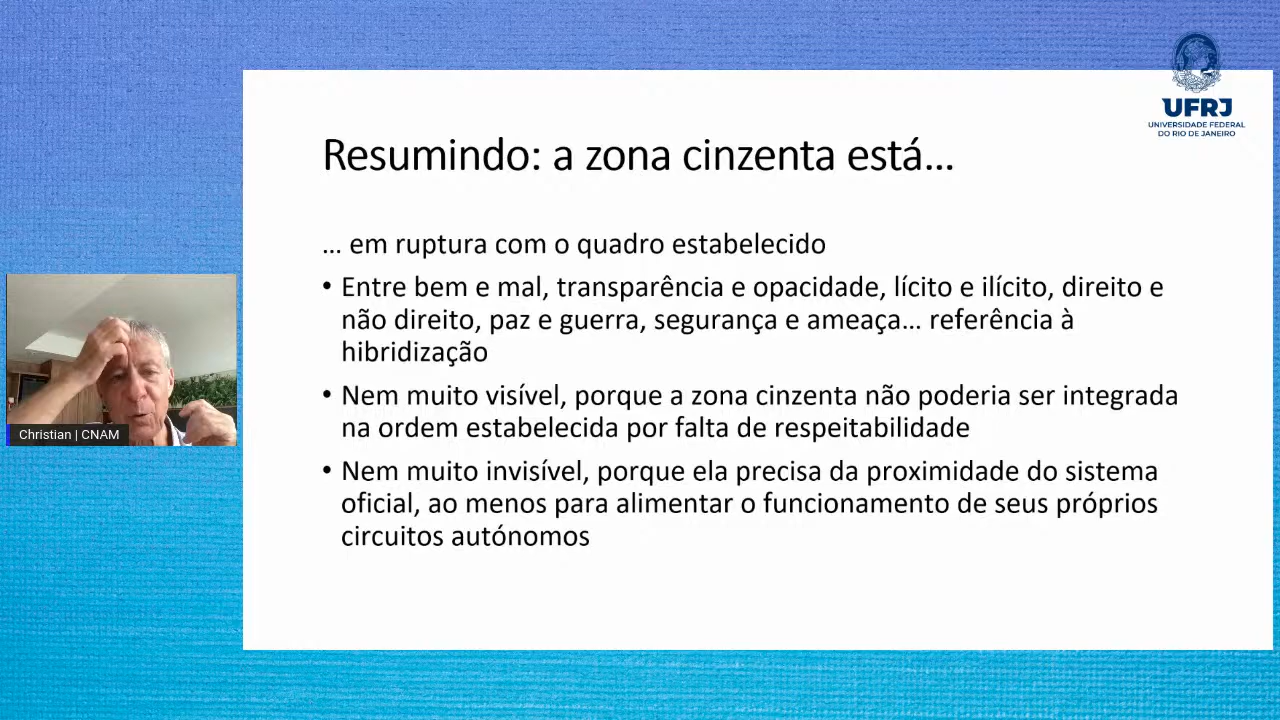 UFRJ
UNIVERSIDADE FEDERAL
DO RIO DE JANEIRO
Resumindo: a zona cinzenta está...
... em ruptura com o quadro estabelecido
• Entre bem e mal, transparência e opacidade, lícito e ilícito, direito e
não direito, paz e guerra, segurança e ameaça... referência à
hibridização
• Nem muito visível, porque a zona cinzenta não poderia ser integrada
na ordem estabelecida por falta de respeitabilidade
• Nem muito invisível, porque ela precisa da proximidade do sistema
oficial, ao menos para alimentar o funcionamento de seus próprios
circuitos autónomos
Christian | CNAM